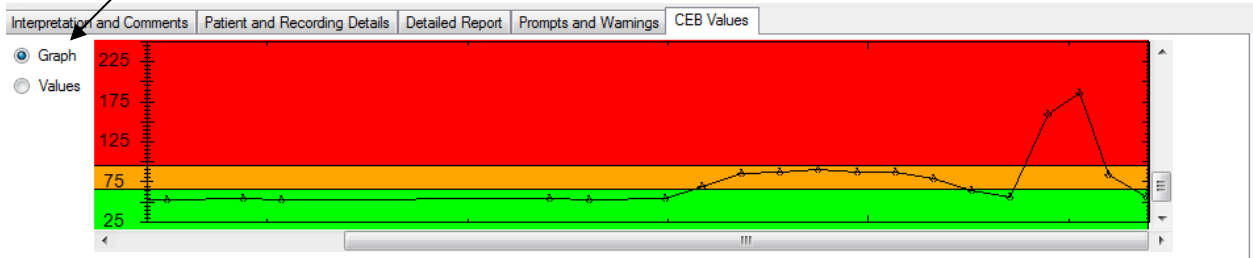 Interpretation and Comments Patient and Recording Details Detailed Report Prompts and Warnings CEB Values
Graph
Values
225
175
125
75
25